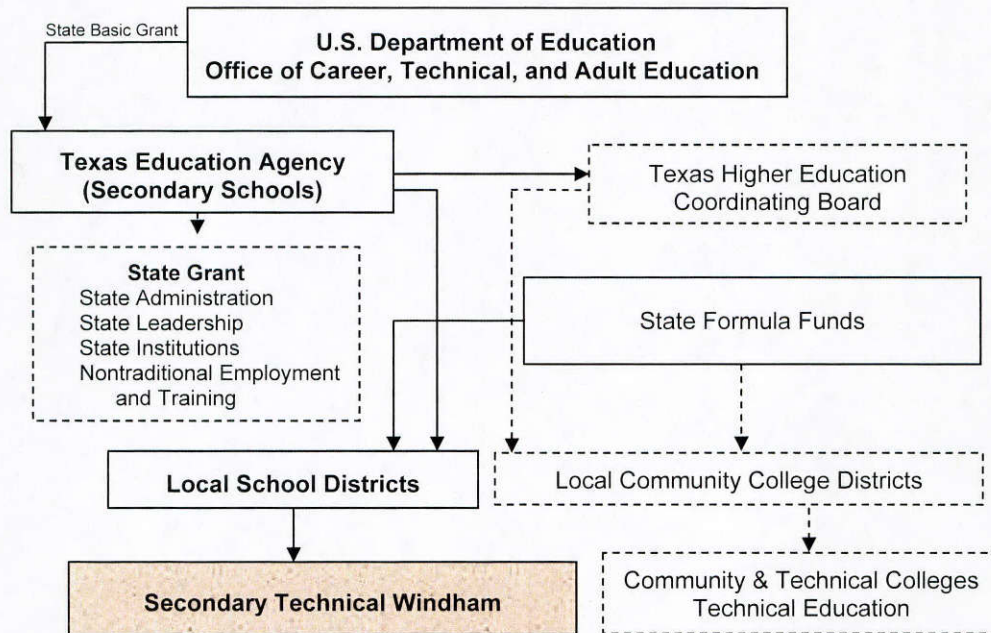 State Basic Grant
U.S. Department of Education
Office of Career, Technical, and Adult Education
Texas Education Agency
(Secondary Schools)
Texas Higher Education
Coordinating Board
State Grant
State Administration
State Leadership
State Institutions
Nontraditional Employment
and Training
State Formula Funds
Local School Districts
Local Community College Districts
Secondary Technical Windham
Community & Technical Colleges
Technical Education